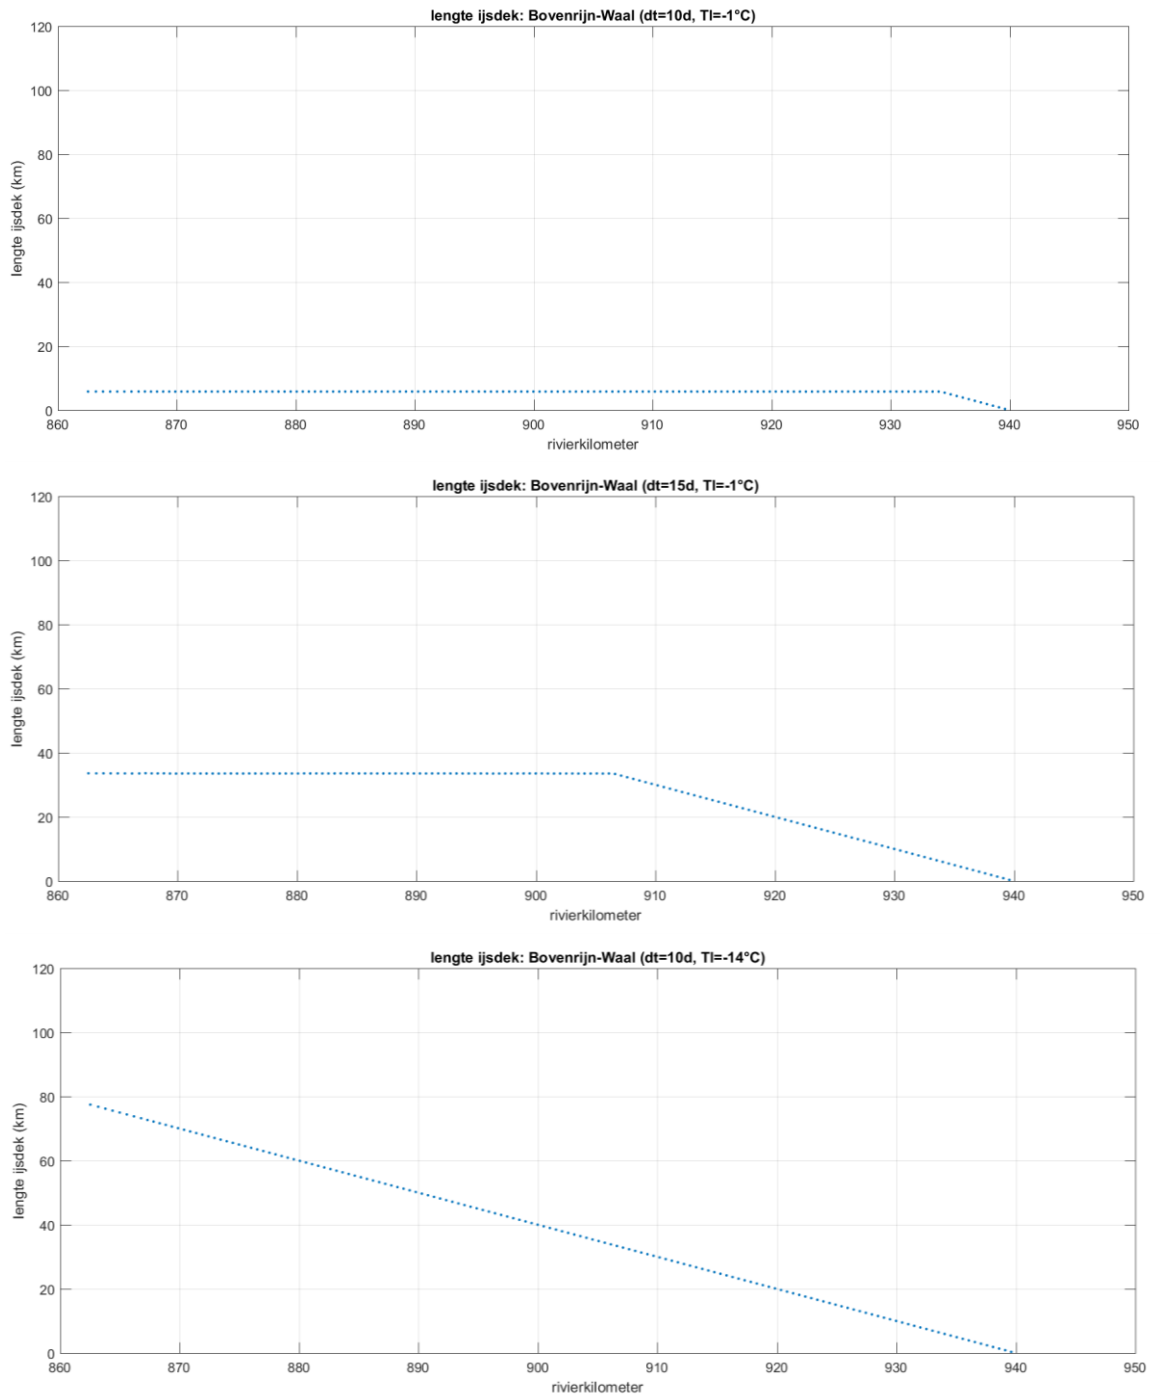 lengte ijsdek: Bovenrijn-Waal (dt=10d, Tl=-1°C)
120
100
80
60
40
20
0
lengte ijsdek (km)
860 870 880 890 900 910 920 930 940 950
rivierkilometer
lengte ijsdek: Bovenrijn-Waal (dt=15d, Tl=-1°C)
120
100
80
60
40
20
0
lengte ijsdek (km)
860 870 880 890 900 910 920 930 940 950
rivierkilometer
lengte ijsdek: Bovenrijn-Waal (dt=10d, Tl=-14°C)
120
100
80
60
40
20
0
lengte ijsdek (km)
860 870 880 890 900 910 920 930 940 950
rivierkilometer